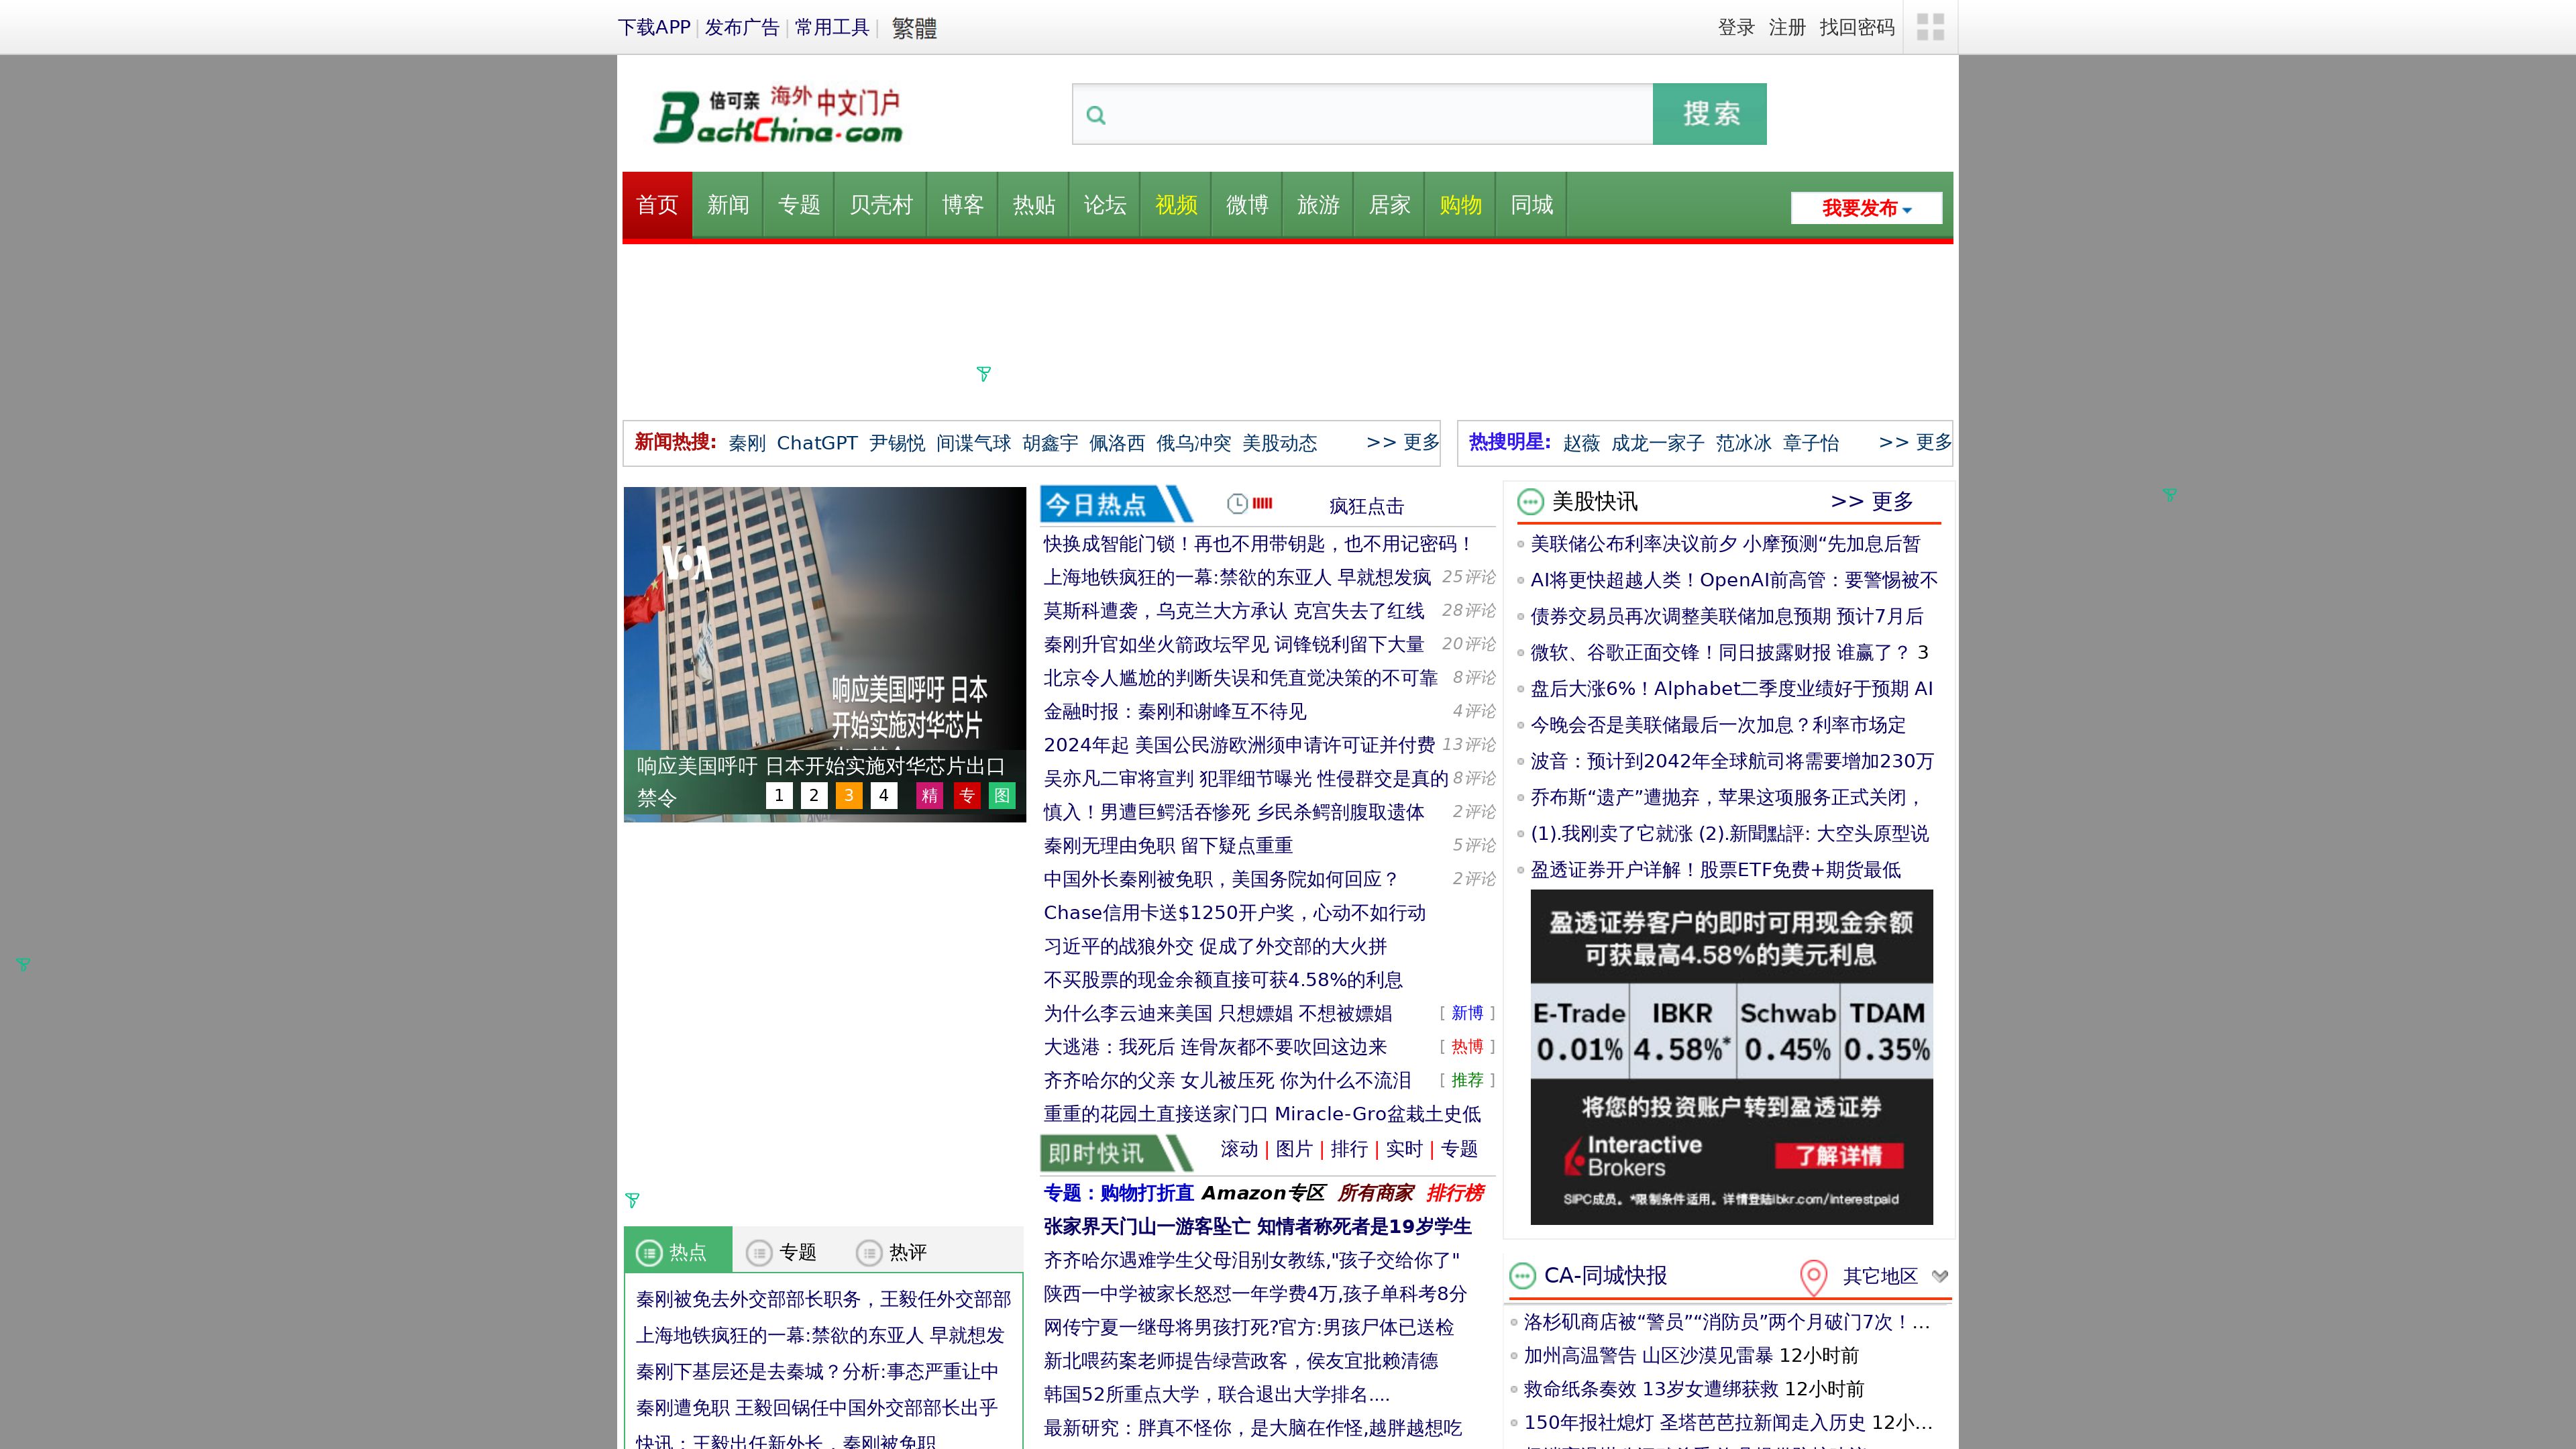 下载APP | 发布广告 | 常用工具 | 繁體
登录 注册 找回密码
倍可亲 海外中文门户
BackChina.com
搜索
首页 新闻 专题 贝壳村 博客 热贴 论坛 视频 微博 旅游 居家 购物 同城
我要发布
新闻热搜: 秦刚 ChatGPT 尹锡悦 间谍气球 胡鑫宇 佩洛西 俄乌冲突 美股动态 >> 更多
热搜明星: 赵薇 成龙一家子 范冰冰 章子怡 >> 更多
VOA
响应美国呼吁 日本
开始实施对华芯片
响应美国呼吁 日本开始实施对华芯片出口
禁令 1 2 3 4 精 专 图
热点 专题 热评
秦刚被免去外交部部长职务，王毅任外交部部
上海地铁疯狂的一幕:禁欲的东亚人 早就想发
秦刚下基层还是去秦城？分析:事态严重让中
秦刚遭免职 王毅回锅任中国外交部部长出乎
快讯：王毅出任新外长，秦刚被免职
今日热点 疯狂点击
快换成智能门锁！再也不用带钥匙，也不用记密码！
上海地铁疯狂的一幕:禁欲的东亚人 早就想发疯 25评论
莫斯科遭袭，乌克兰大方承认 克宫失去了红线 28评论
秦刚升官如坐火箭政坛罕见 词锋锐利留下大量 20评论
北京令人尴尬的判断失误和凭直觉决策的不可靠 8评论
金融时报：秦刚和谢峰互不待见 4评论
2024年起 美国公民游欧洲须申请许可证并付费 13评论
吴亦凡二审将宣判 犯罪细节曝光 性侵群交是真的 8评论
慎入！男遭巨鳄活吞惨死 乡民杀鳄剖腹取遗体 2评论
秦刚无理由免职 留下疑点重重 5评论
中国外长秦刚被免职，美国务院如何回应？ 2评论
Chase信用卡送$1250开户奖，心动不如行动
习近平的战狼外交 促成了外交部的大火拼
不买股票的现金余额直接可获4.58%的利息
为什么李云迪来美国 只想嫖娼 不想被嫖娼 [ 新博 ]
大逃港：我死后 连骨灰都不要吹回这边来 [ 热博 ]
齐齐哈尔的父亲 女儿被压死 你为什么不流泪 [ 推荐 ]
重重的花园土直接送家门口 Miracle-Gro盆栽土史低
即时快讯 滚动 | 图片 | 排行 | 实时 | 专题
专题：购物打折直 Amazon专区 所有商家 排行榜
张家界天门山一游客坠亡 知情者称死者是19岁学生
齐齐哈尔遇难学生父母泪别女教练,"孩子交给你了"
陕西一中学被家长怒怼一年学费4万,孩子单科考8分
网传宁夏一继母将男孩打死?官方:男孩尸体已送检
新北喂药案老师提告绿营政客，侯友宜批赖清德
韩国52所重点大学，联合退出大学排名....
最新研究：胖真不怪你，是大脑在作怪,越胖越想吃
美股快讯 >> 更多
美联储公布利率决议前夕 小摩预测“先加息后暂
AI将更快超越人类！OpenAI前高管：要警惕被不
债券交易员再次调整美联储加息预期 预计7月后
微软、谷歌正面交锋！同日披露财报 谁赢了？ 3
盘后大涨6%！Alphabet二季度业绩好于预期 AI
今晚会否是美联储最后一次加息？利率市场定
波音：预计到2042年全球航司将需要增加230万
乔布斯“遗产”遭抛弃，苹果这项服务正式关闭，
(1).我刚卖了它就涨 (2).新聞點評: 大空头原型说
盈透证券开户详解！股票ETF免费+期货最低
盈透证券客户的即时可用现金余额
可获最高4.58%的美元利息
E-Trade IBKR Schwab TDAM
0.01% 4.58%* 0.45% 0.35%
将您的投资账户转到盈透证券
Interactive Brokers 了解详情
SIPC成员。*限制条件适用。详情登陆ibkr.com/interestpaid
CA-同城快报 其它地区
洛杉矶商店被“警员”“消防员”两个月破门7次！...
加州高温警告 山区沙漠见雷暴 12小时前
救命纸条奏效 13岁女遭绑获救 12小时前
150年报社熄灯 圣塔芭芭拉新闻走入历史 12小...